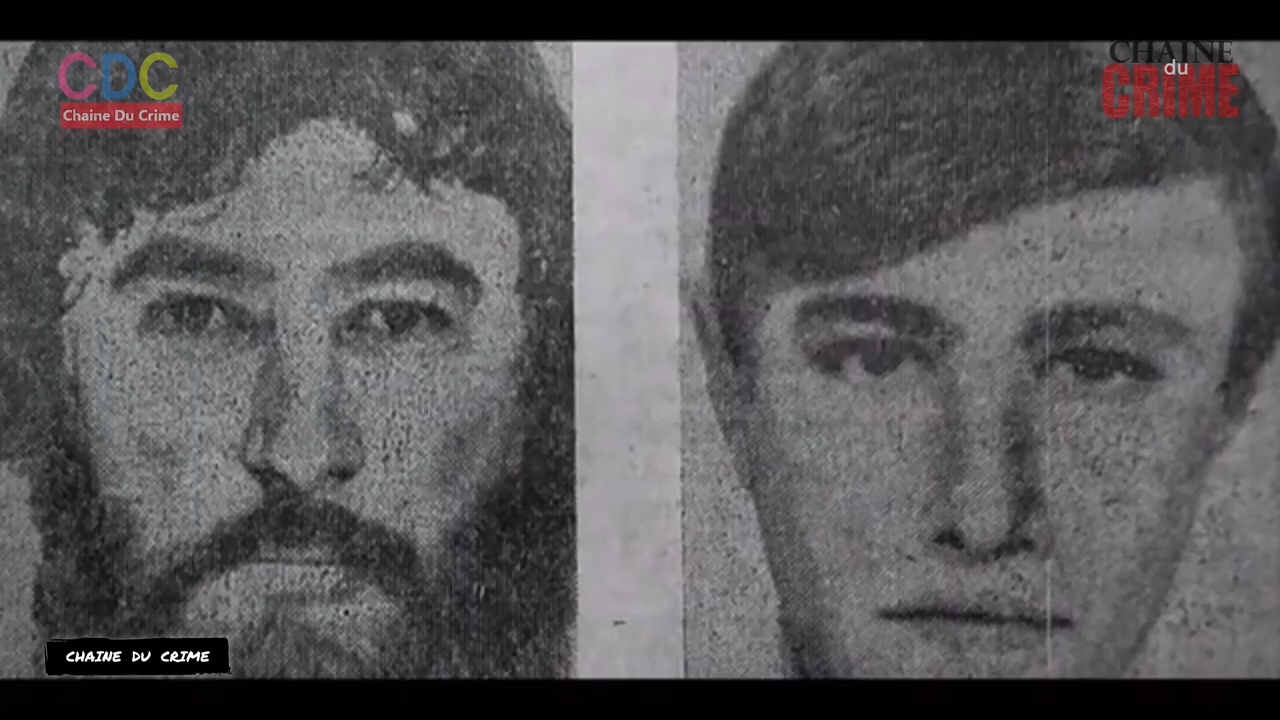 CDC
Chaine Du Crime
CHAINE
du
CRIME
CHAINE DU CRIME